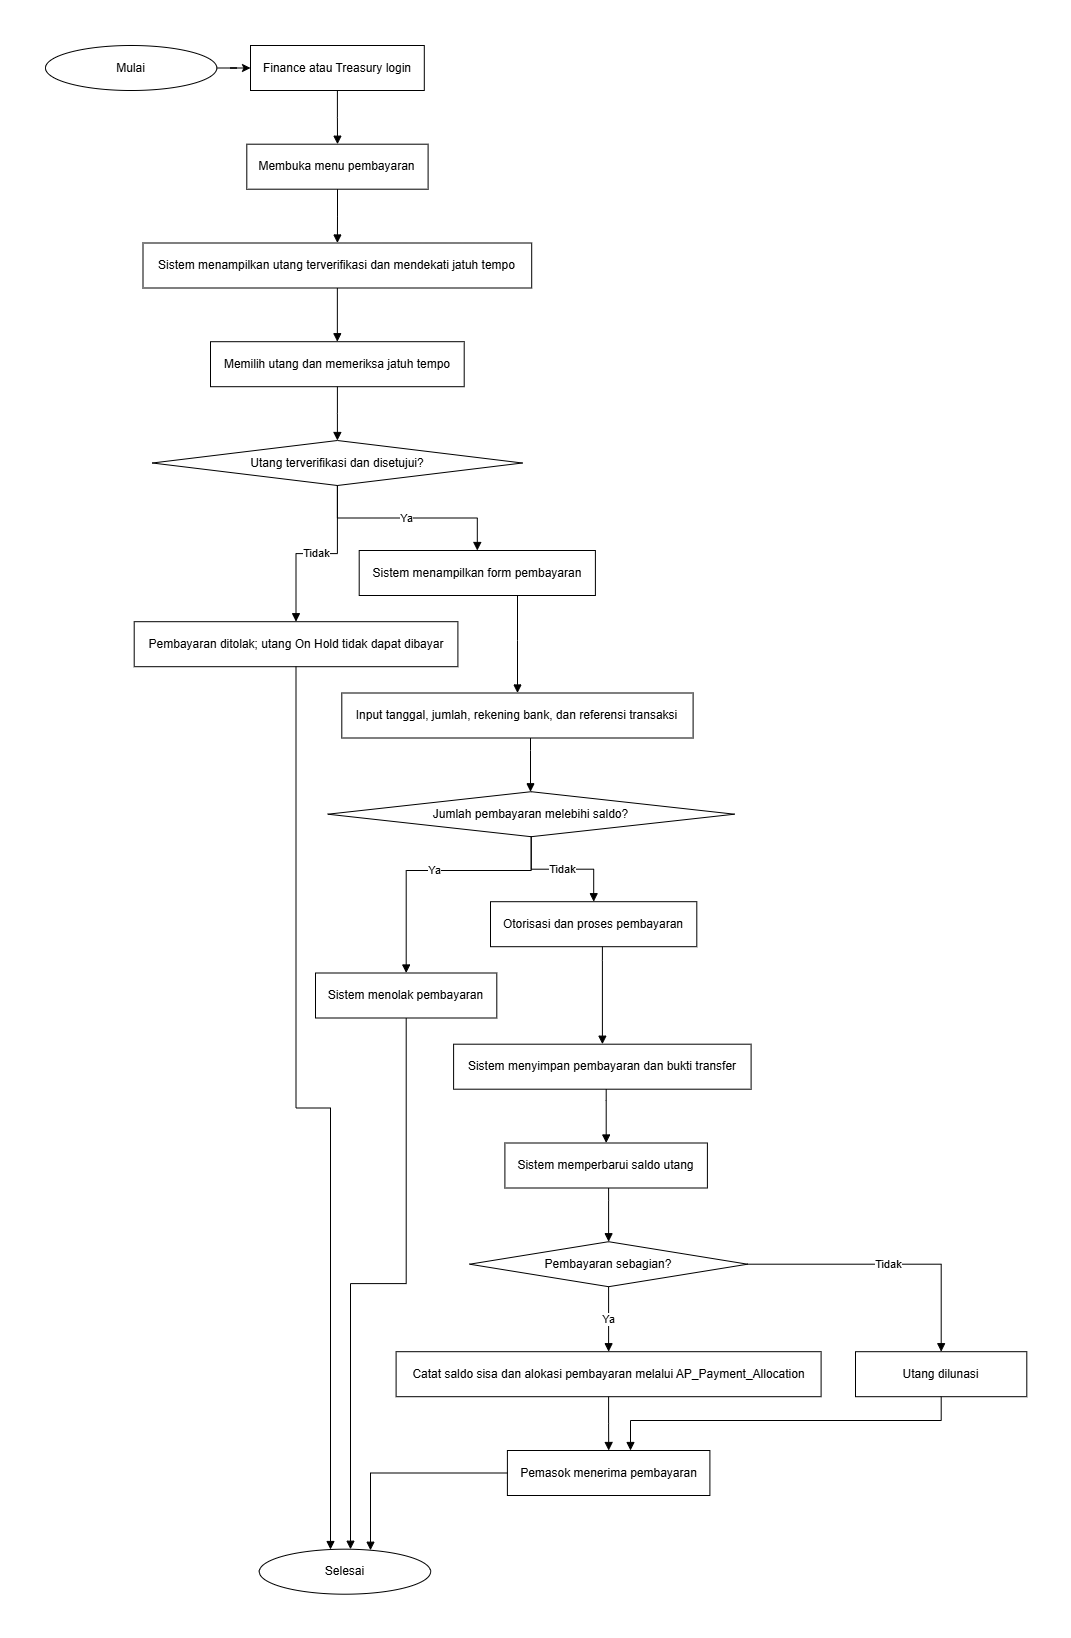 Mulai
Finance atau Treasury login
Membuka menu pembayaran
Sistem menampilkan utang terverifikasi dan mendekati jatuh tempo
Memilih utang dan memeriksa jatuh tempo
Utang terverifikasi dan disetujui?
Ya
Tidak
Sistem menampilkan form pembayaran
Pembayaran ditolak; utang On Hold tidak dapat dibayar
Input tanggal, jumlah, rekening bank, dan referensi transaksi
Jumlah pembayaran melebihi saldo?
Ya
Tidak
Otorisasi dan proses pembayaran
Sistem menolak pembayaran
Sistem menyimpan pembayaran dan bukti transfer
Sistem memperbarui saldo utang
Pembayaran sebagian?
Tidak
Ya
Catat saldo sisa dan alokasi pembayaran melalui AP_Payment_Allocation
Utang dilunasi
Pemasok menerima pembayaran
Selesai